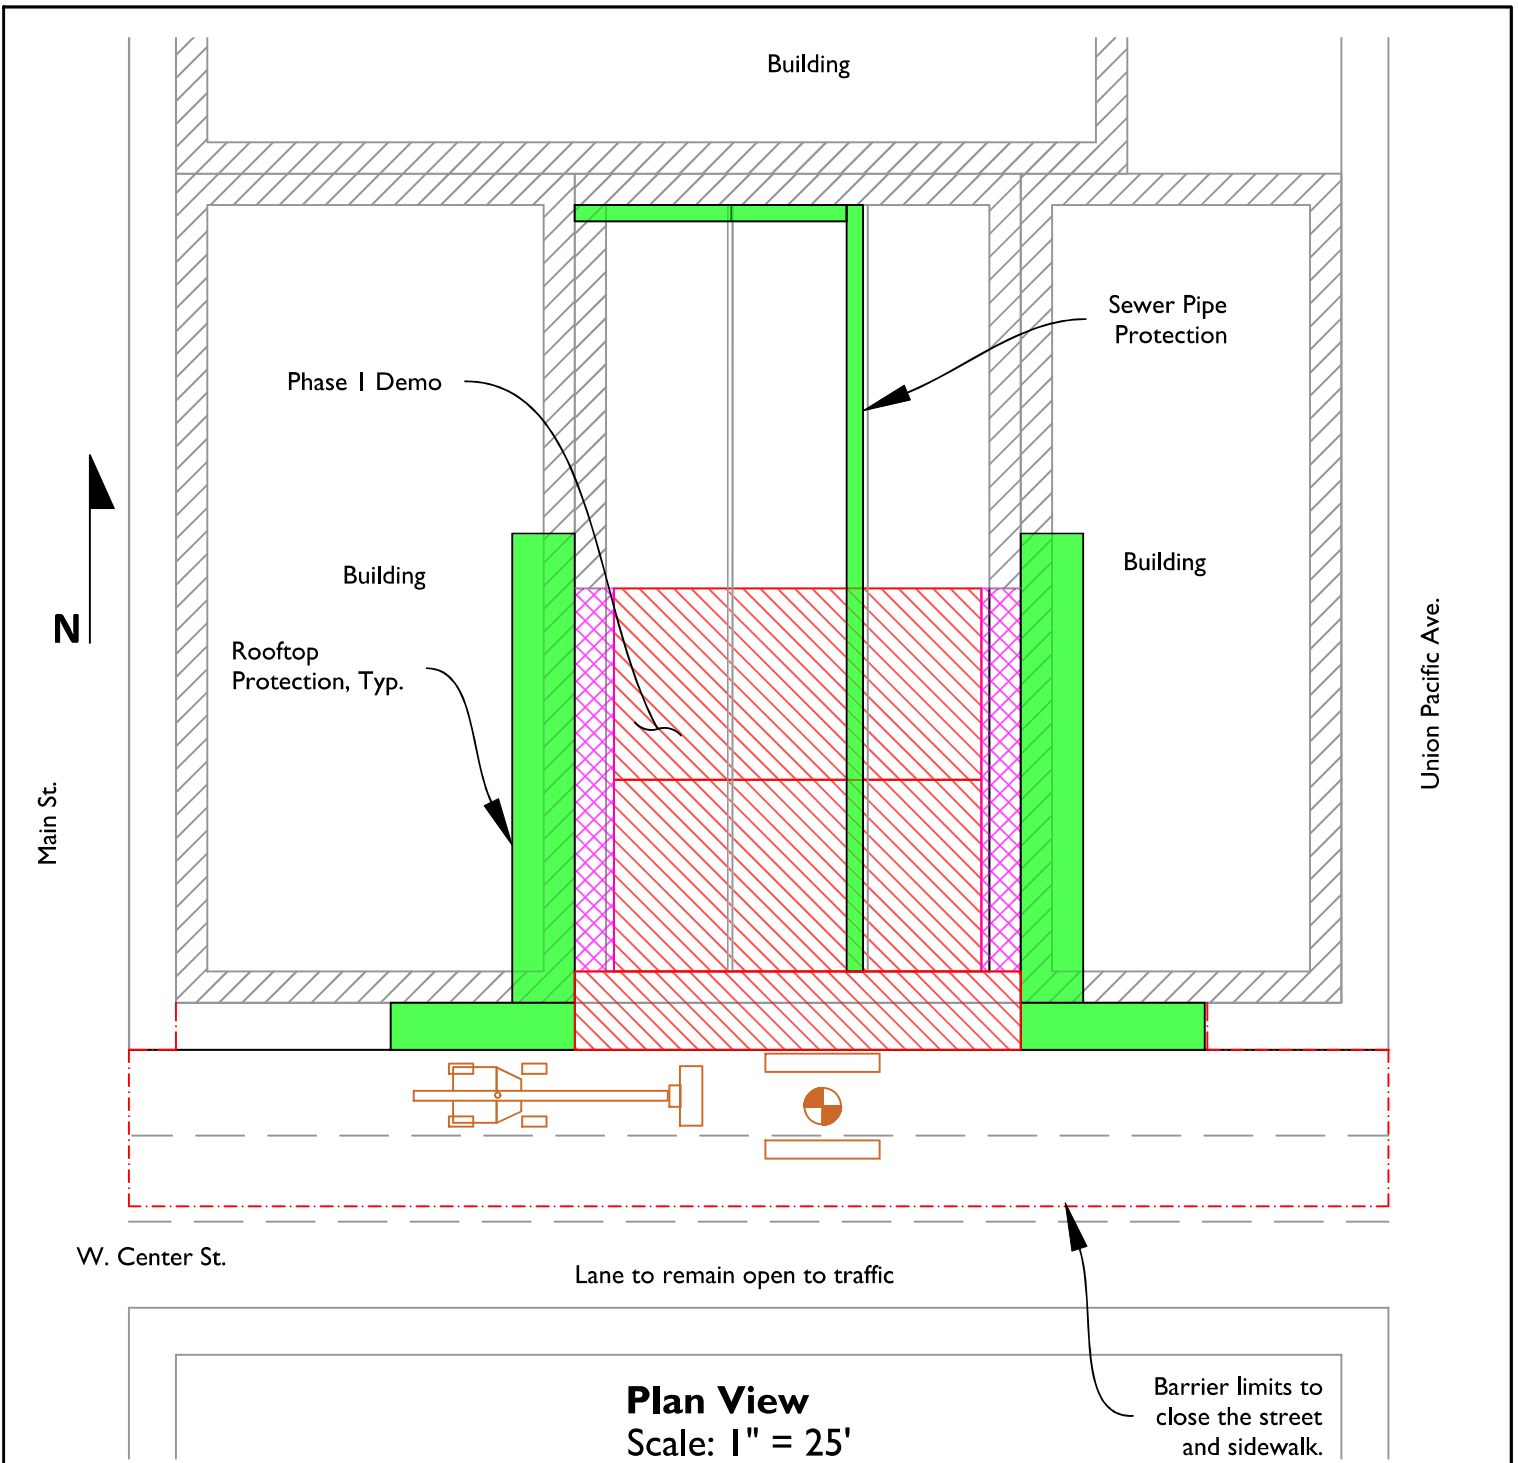 Building
Sewer Pipe
Protection
Phase 1 Demo
Building
Building
N
Rooftop
Protection, Typ.
Union Pacific Ave.
Main St.
W. Center St.
Lane to remain open to traffic
Plan View
Scale: 1" = 25'
Barrier limits to
close the street
and sidewalk.